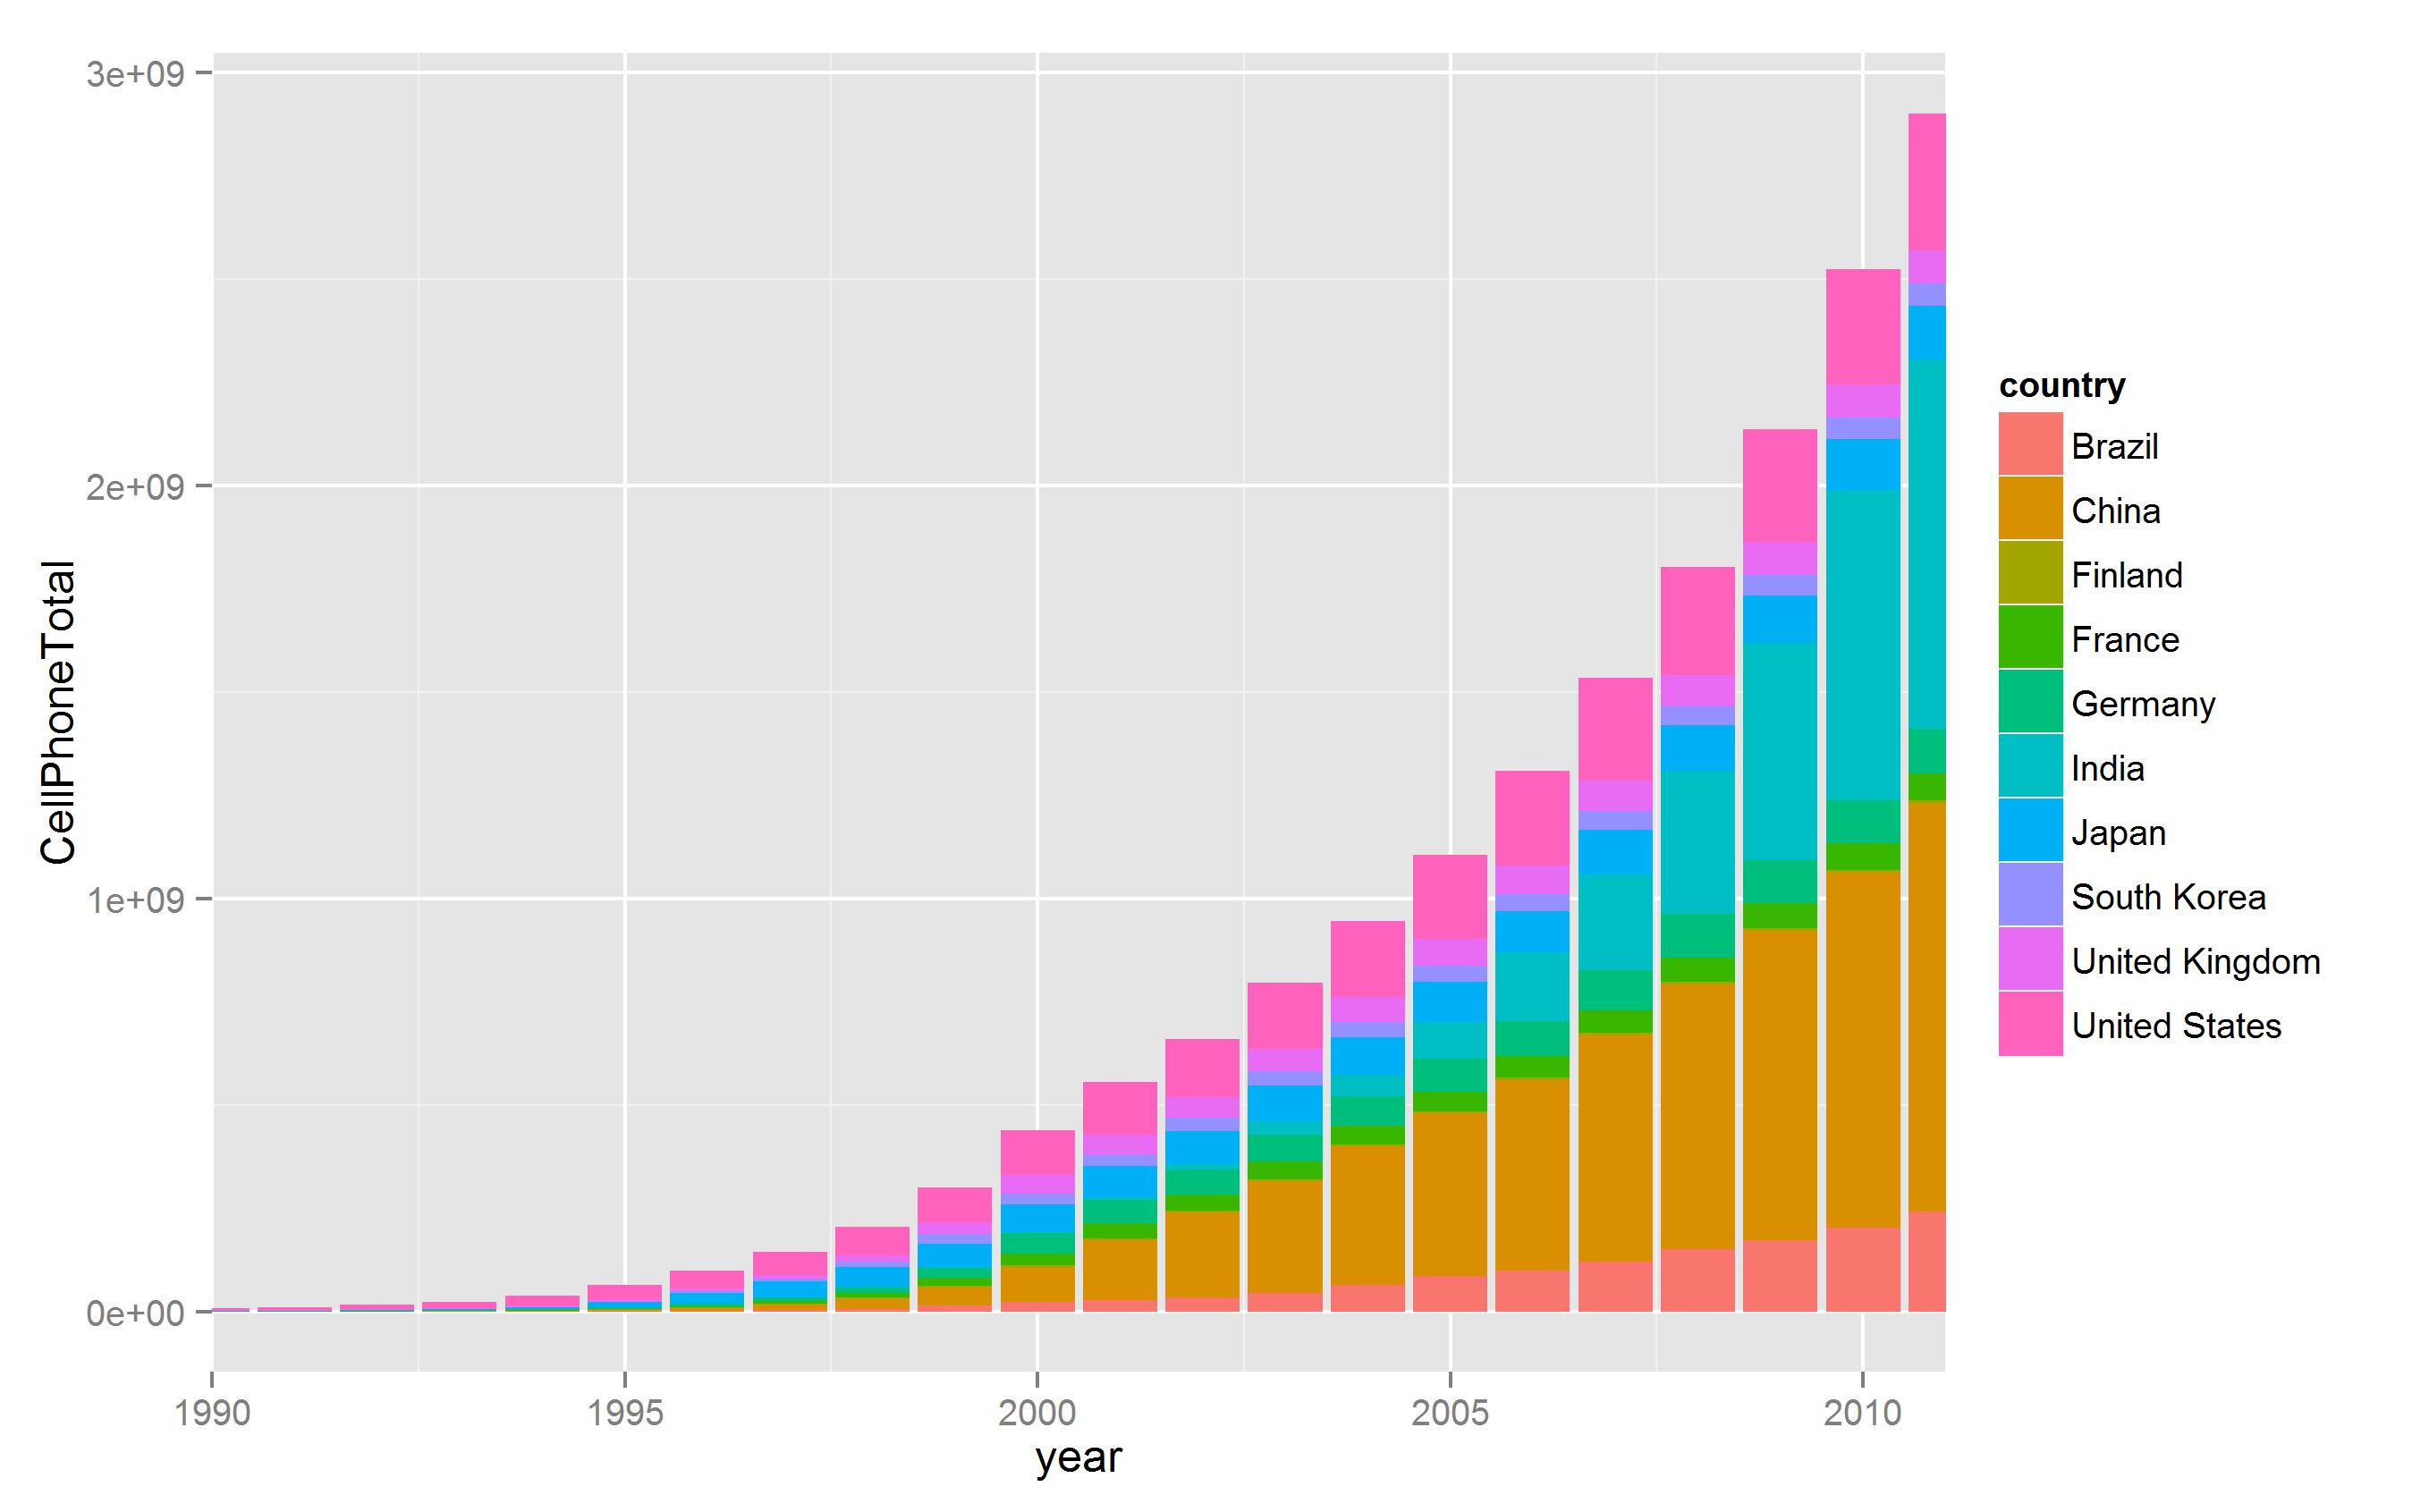 3e+09
2e+09
1e+09
0e+00
CellPhoneTotal
1990 1995 2000 2005 2010
year
country
Brazil
China
Finland
France
Germany
India
Japan
South Korea
United Kingdom
United States